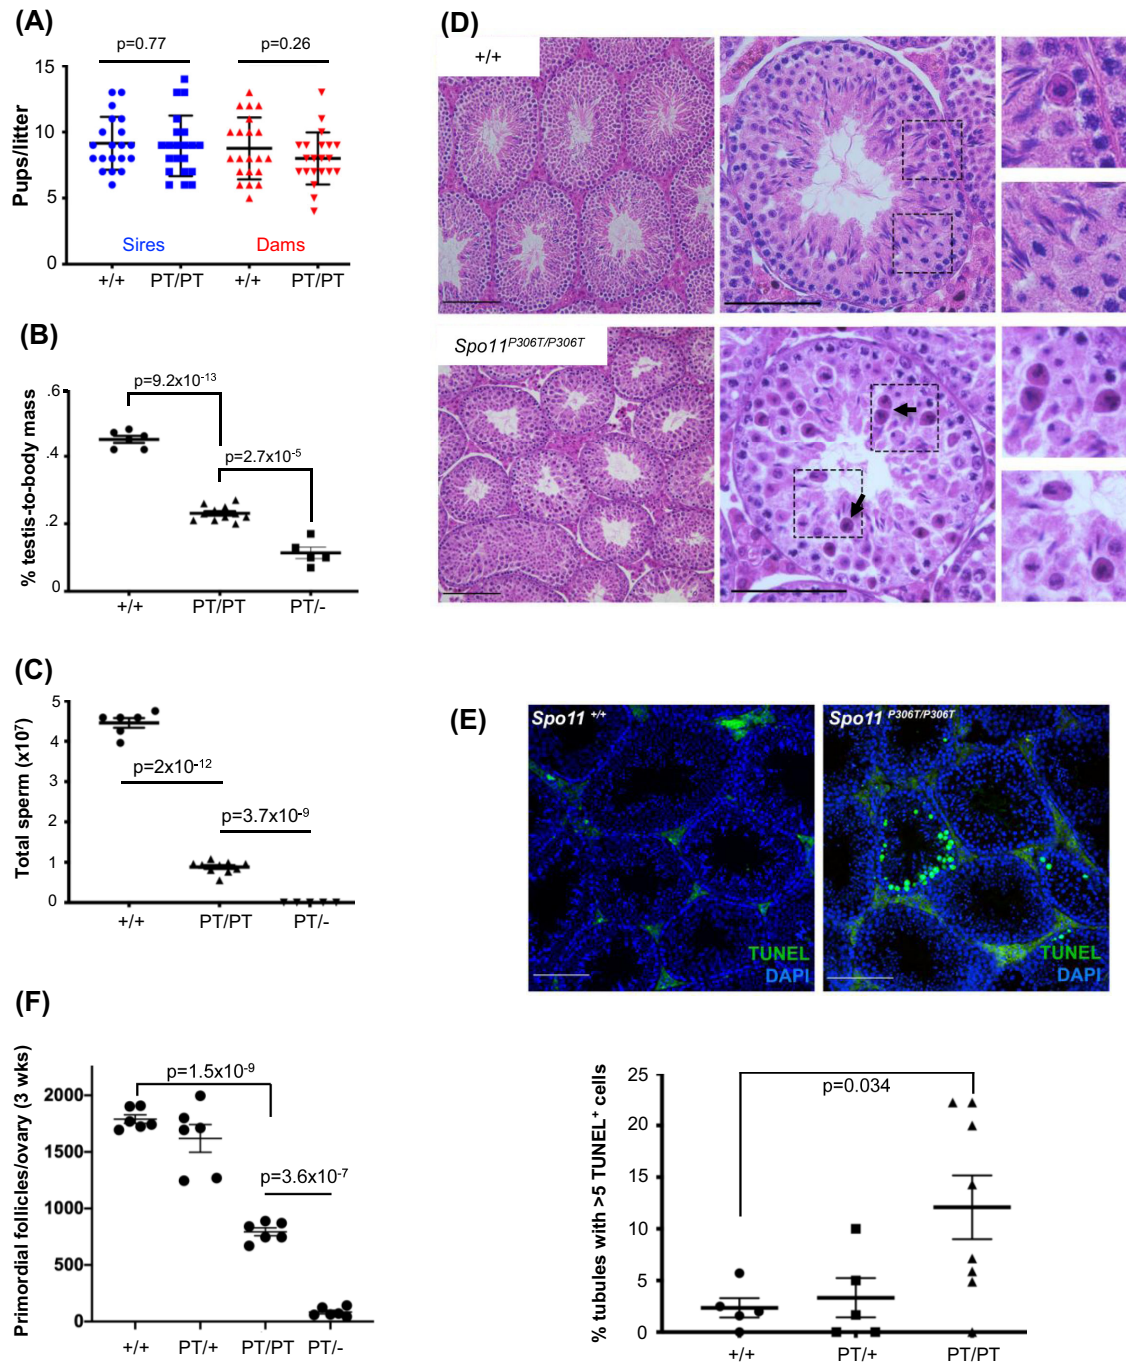 (A)
p=0.77
p=0.26
Pups/litter
15
10
5
0
Sires
Dams
+/+
PT/PT
+/+
PT/PT
(B)
% testis-to-body mass
.6
.4
.2
0
p=9.2x10-13
p=2.7x10-5
+/+
PT/PT
PT/-
(C)
Total sperm (x10⁷)
5
4
3
2
1
0
p=2x10-12
p=3.7x10-9
+/+
PT/PT
PT/-
(D)
+/+
Spo11P306T/P306T
(E)
Spo11 +/+
TUNEL
DAPI
Spo11 P306T/P306T
TUNEL
DAPI
% tubules with >5 TUNEL⁺ cells
25
20
15
10
5
0
p=0.034
+/+
PT/+
PT/PT
(F)
Primordial follicles/ovary (3 wks)
2000
1500
1000
500
0
p=1.5x10-9
p=3.6x10-7
+/+
PT/+
PT/PT
PT/-